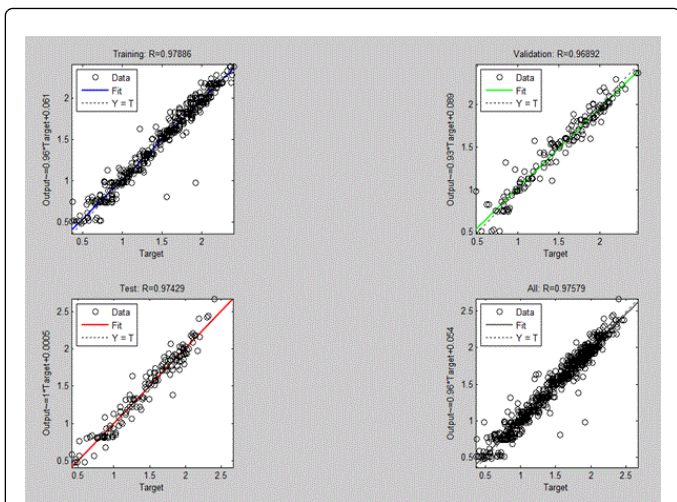 Training: R=0.97886
Output~=0.96*Target+0.061
Data
Fit
Y = T
2
1.5
1
0.5
0.5 1 1.5 2
Target
Validation: R=0.96892
Output~=0.93*Target+0.089
Data
Fit
Y = T
2
1.5
1
0.5
0.5 1 1.5 2
Target
Test: R=0.97429
Output~=1*Target+0.0005
Data
Fit
Y = T
2.5
2
1.5
1
0.5
0.5 1 1.5 2 2.5
Target
All: R=0.97579
Output~=0.96*Target+0.054
Data
Fit
Y = T
2.5
2
1.5
1
0.5
0.5 1 1.5 2 2.5
Target